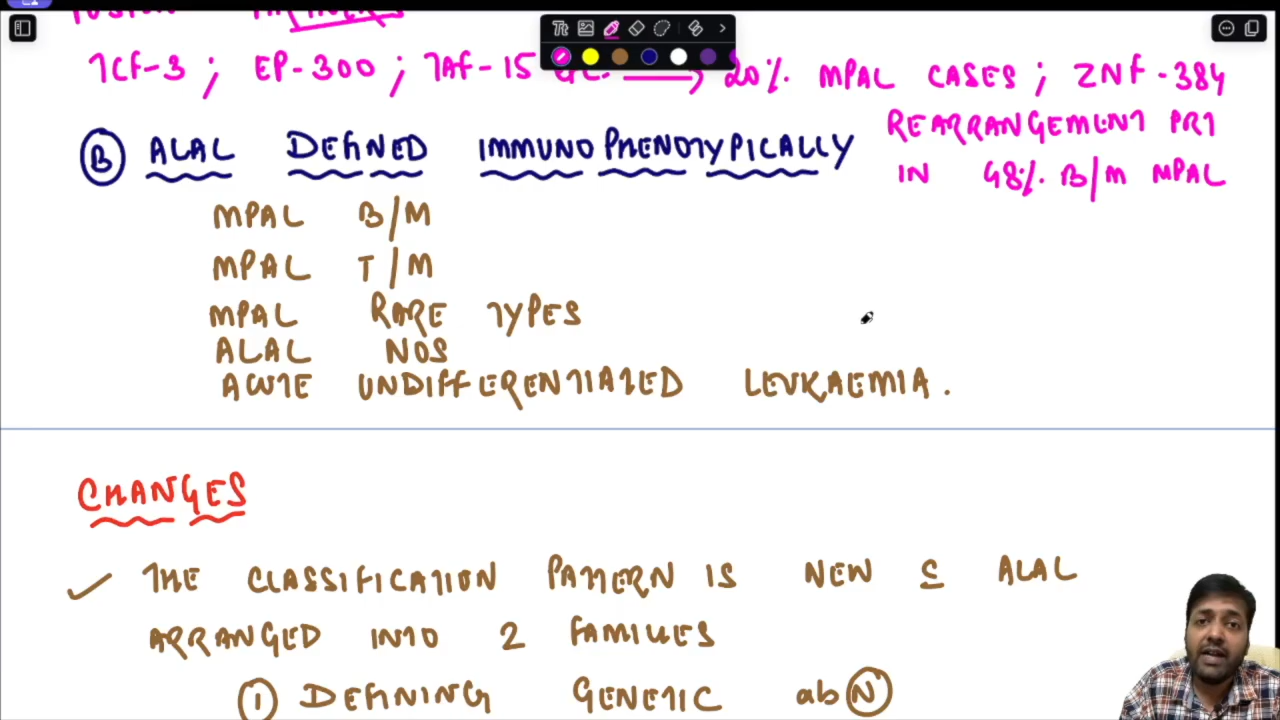 TCF-3 ; EP-300 ; TAF-15 → 20% MPAL CASES ; ZNF-384
REARRANGEMENT PRT
IN 48% B/M MPAL
B ALAL DEFINED IMMUNOPHENOTYPICALLY
MPAL B/M
MPAL T/M
MPAL RARE TYPES
ALAL NOS
ACUTE UNDIFFERENTIATED LEUKAEMIA.
CHANGES
✓ THE CLASSIFICATION PATTERN IS NEW C ALAL
ARRANGED INTO 2 FAMILIES
1 DEFINING GENETIC abN